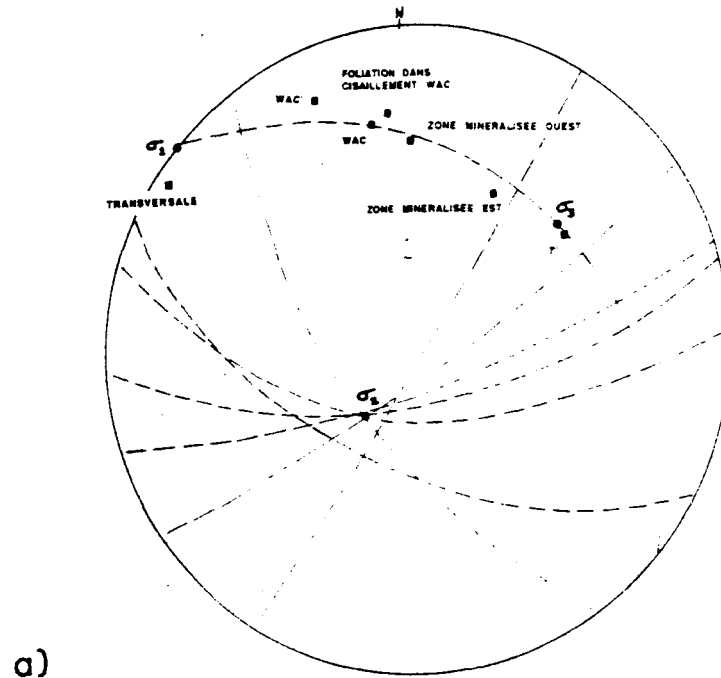 N
FOLIATION DANS
CISAILLEMENT WAC
WAC
σ1
WAC
ZONE MINERALISEE OUEST
TRANSVERSALE
ZONE MINERALISEE EST
σ3
σ2
a)